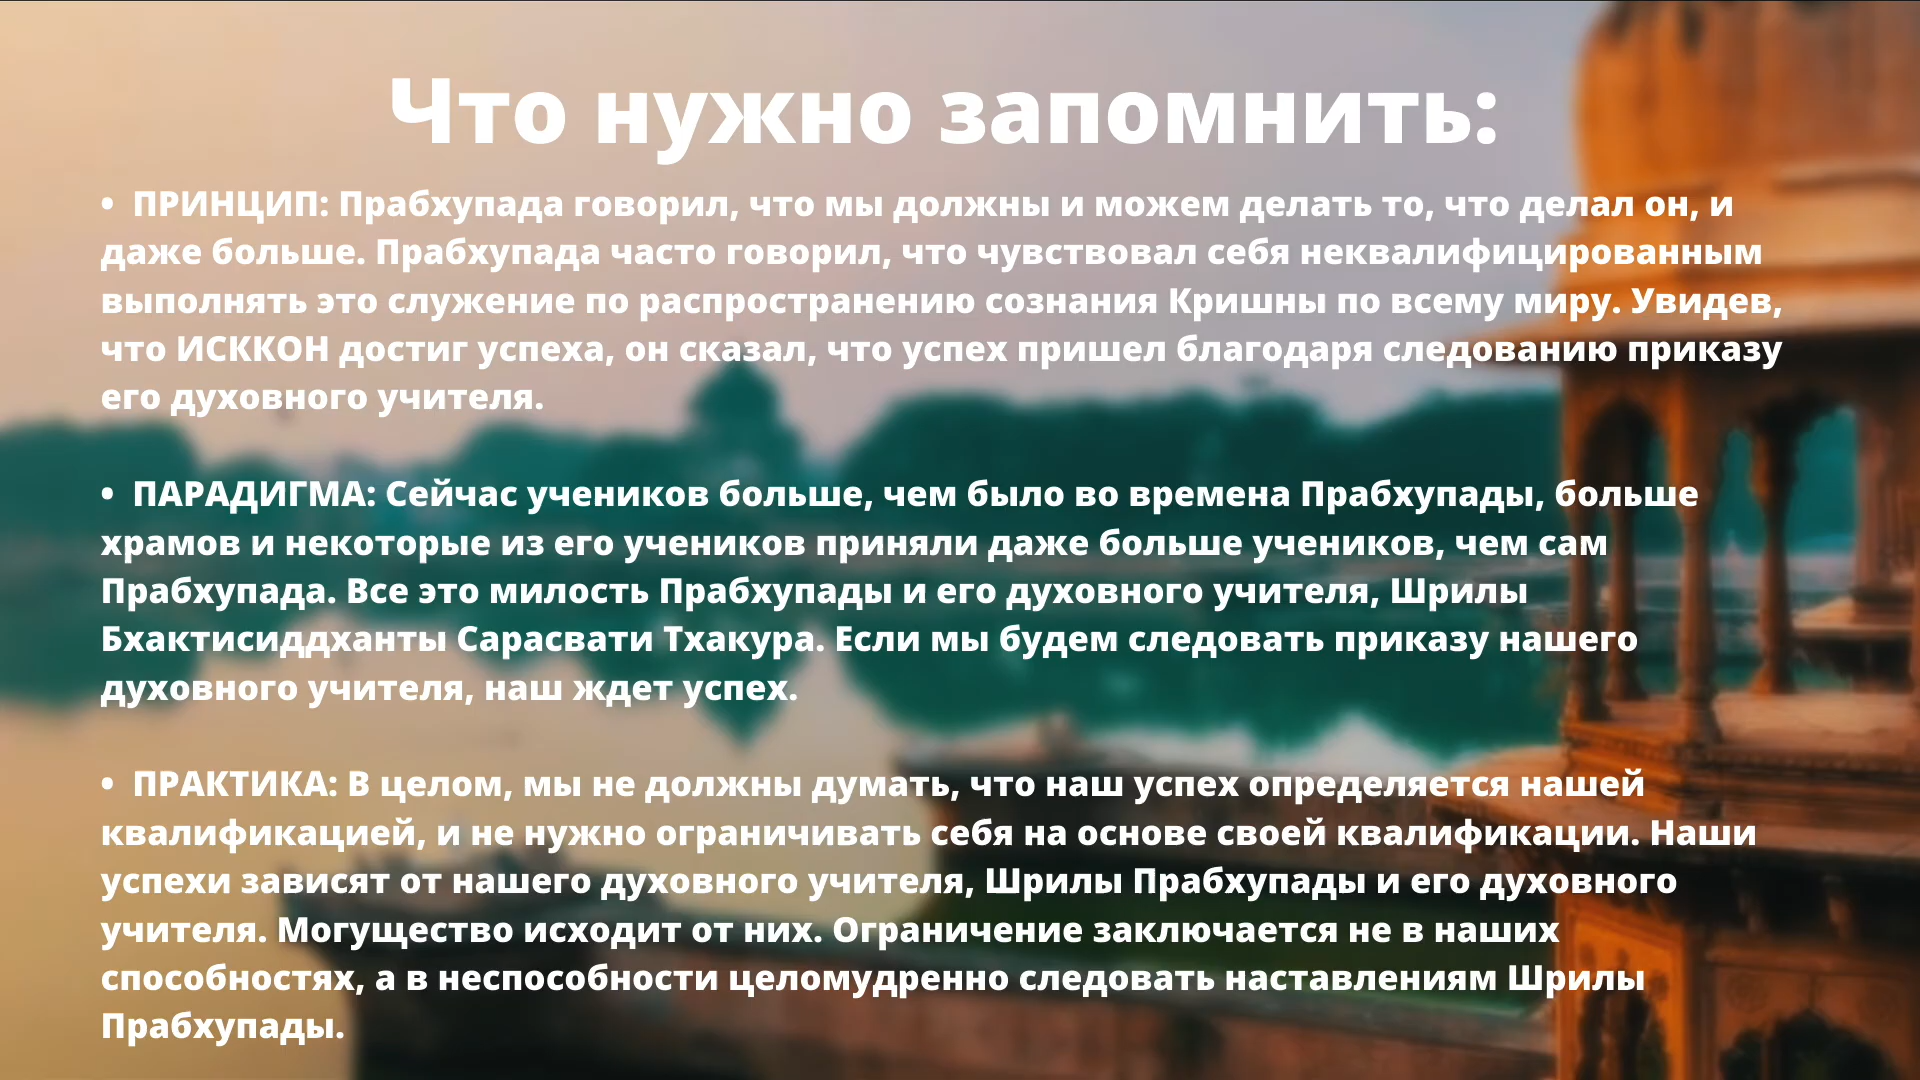 Что нужно запомнить:
• ПРИНЦИП: Прабхупада говорил, что мы должны и можем делать то, что делал он, и
даже больше. Прабхупада часто говорил, что чувствовал себя неквалифицированным
выполнять это служение по распространению сознания Кришны по всему миру. Увидев,
что ИСККОН достиг успеха, он сказал, что успех пришел благодаря следованию приказу
его духовного учителя.
• ПАРАДИГМА: Сейчас учеников больше, чем было во времена Прабхупады, больше
храмов и некоторые из его учеников приняли даже больше учеников, чем сам
Прабхупада. Все это милость Прабхупады и его духовного учителя, Шрилы
Бхактисиддханты Сарасвати Тхакура. Если мы будем следовать приказу нашего
духовного учителя, наш ждет успех.
• ПРАКТИКА: В целом, мы не должны думать, что наш успех определяется нашей
квалификацией, и не нужно ограничивать себя на основе своей квалификации. Наши
успехи зависят от нашего духовного учителя, Шрилы Прабхупады и его духовного
учителя. Могущество исходит от них. Ограничение заключается не в наших
способностях, а в неспособности целомудренно следовать наставлениям Шрилы
Прабхупады.